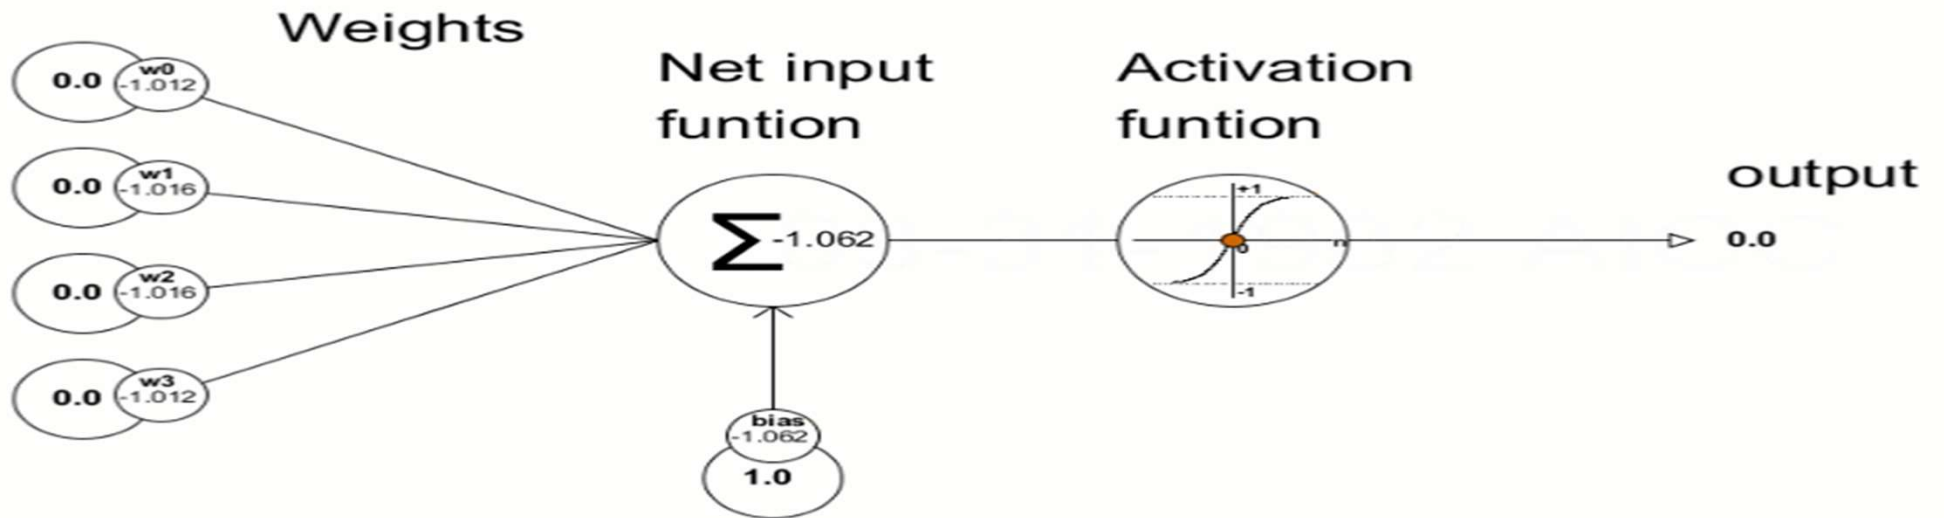 Weights
Net input
funtion
Activation
funtion
output
0.0
w0
-1.012
0.0
w1
-1.016
0.0
w2
-1.016
0.0
w3
-1.012
∑ -1.062
bias
-1.062
1.0
+1
0
n
-1
0.0